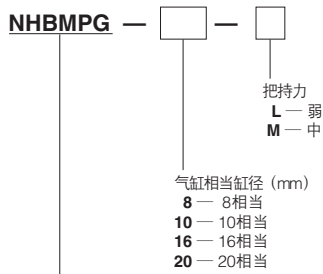 NHBMPG — □ — □
把持力
L — 弱
M — 中
气缸相当缸径 (mm)
8 — 8相当
10 — 10相当
16 — 16相当
20 — 20相当